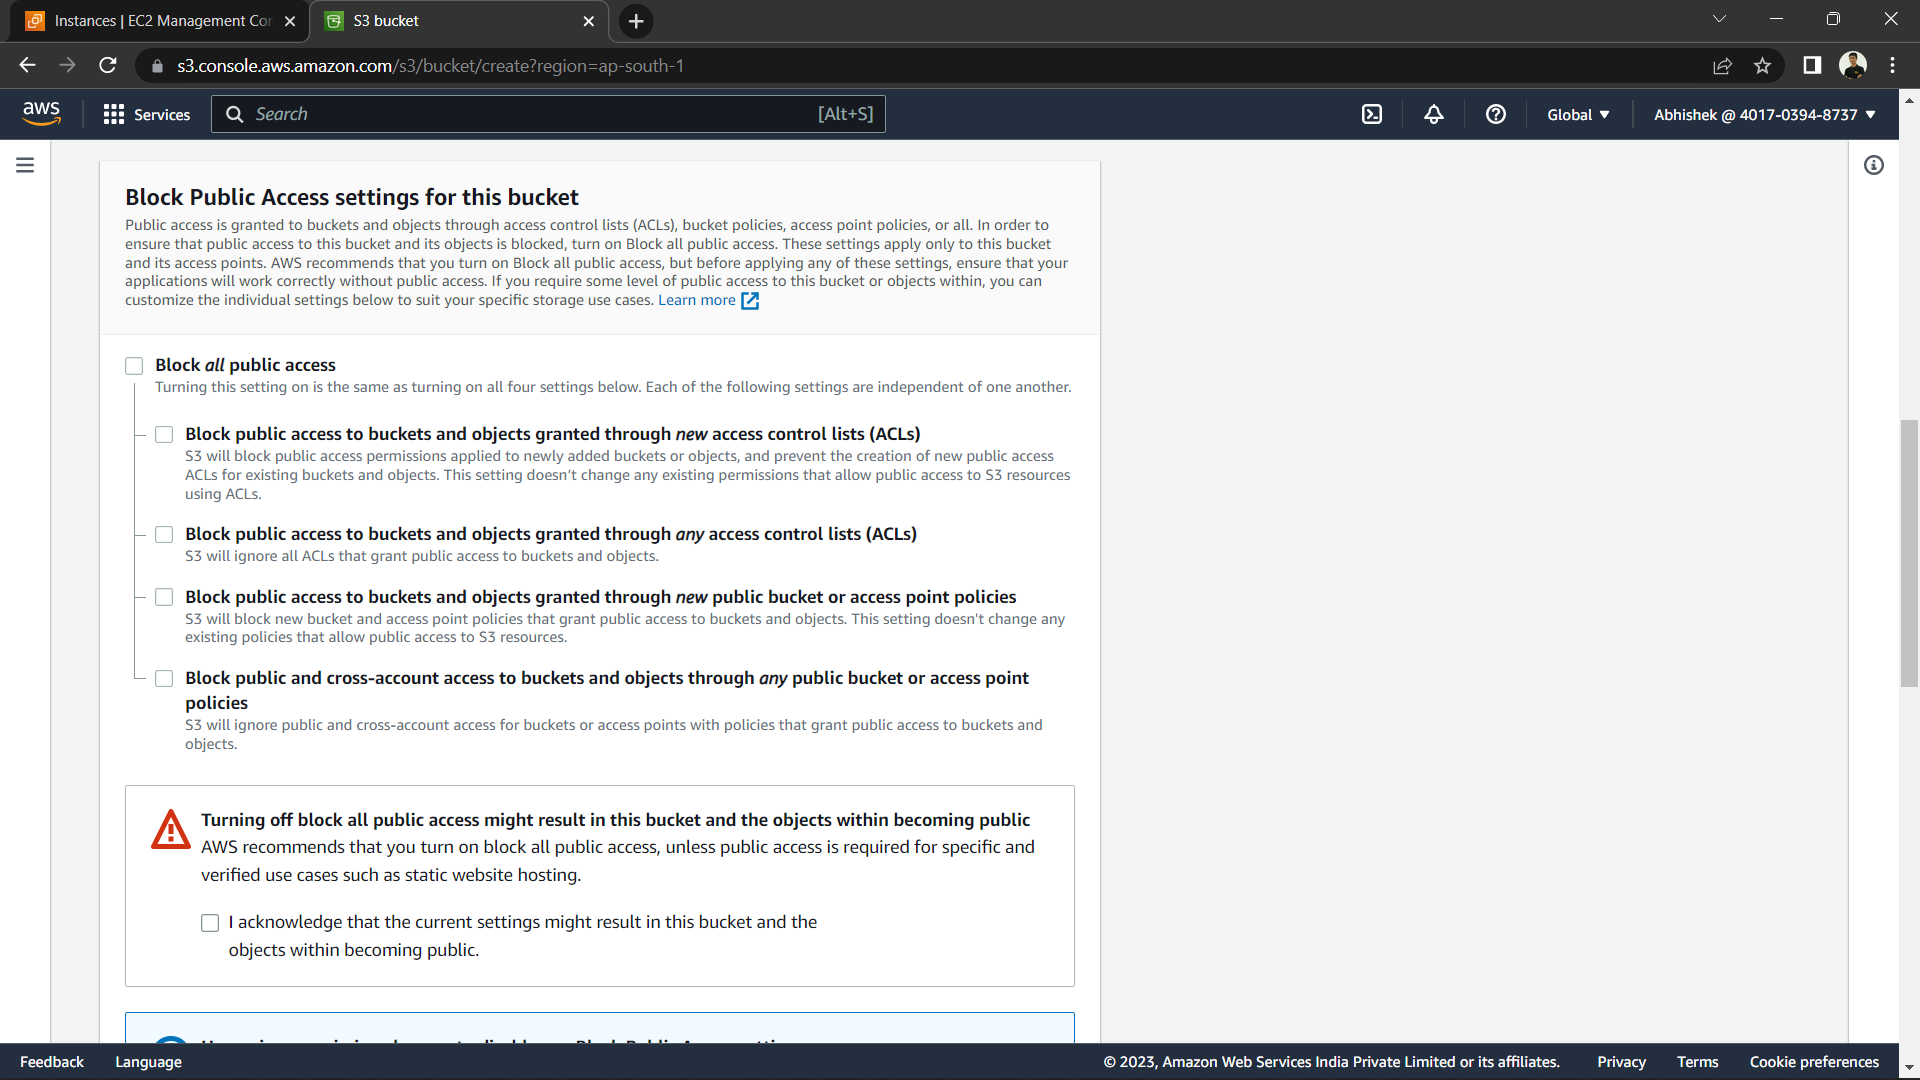 Instances | EC2 Management Con
S3 bucket
s3.console.aws.amazon.com/s3/bucket/create?region=ap-south-1
aws
Services
Search
[Alt+S]
Global
Abhishek @ 4017-0394-8737
Block Public Access settings for this bucket
Public access is granted to buckets and objects through access control lists (ACLs), bucket policies, access point policies, or all. In order to
ensure that public access to this bucket and its objects is blocked, turn on Block all public access. These settings apply only to this bucket
and its access points. AWS recommends that you turn on Block all public access, but before applying any of these settings, ensure that your
applications will work correctly without public access. If you require some level of public access to this bucket or objects within, you can
customize the individual settings below to suit your specific storage use cases. Learn more
Block all public access
Turning this setting on is the same as turning on all four settings below. Each of the following settings are independent of one another.
Block public access to buckets and objects granted through new access control lists (ACLs)
S3 will block public access permissions applied to newly added buckets or objects, and prevent the creation of new public access
ACLs for existing buckets and objects. This setting doesn't change any existing permissions that allow public access to S3 resources
using ACLs.
Block public access to buckets and objects granted through any access control lists (ACLs)
S3 will ignore all ACLs that grant public access to buckets and objects.
Block public access to buckets and objects granted through new public bucket or access point policies
S3 will block new bucket and access point policies that grant public access to buckets and objects. This setting doesn't change any
existing policies that allow public access to S3 resources.
Block public and cross-account access to buckets and objects through any public bucket or access point
policies
S3 will ignore public and cross-account access for buckets or access points with policies that grant public access to buckets and
objects.
Turning off block all public access might result in this bucket and the objects within becoming public
AWS recommends that you turn on block all public access, unless public access is required for specific and
verified use cases such as static website hosting.
I acknowledge that the current settings might result in this bucket and the
objects within becoming public.
Feedback
Language
© 2023, Amazon Web Services India Private Limited or its affiliates.
Privacy
Terms
Cookie preferences